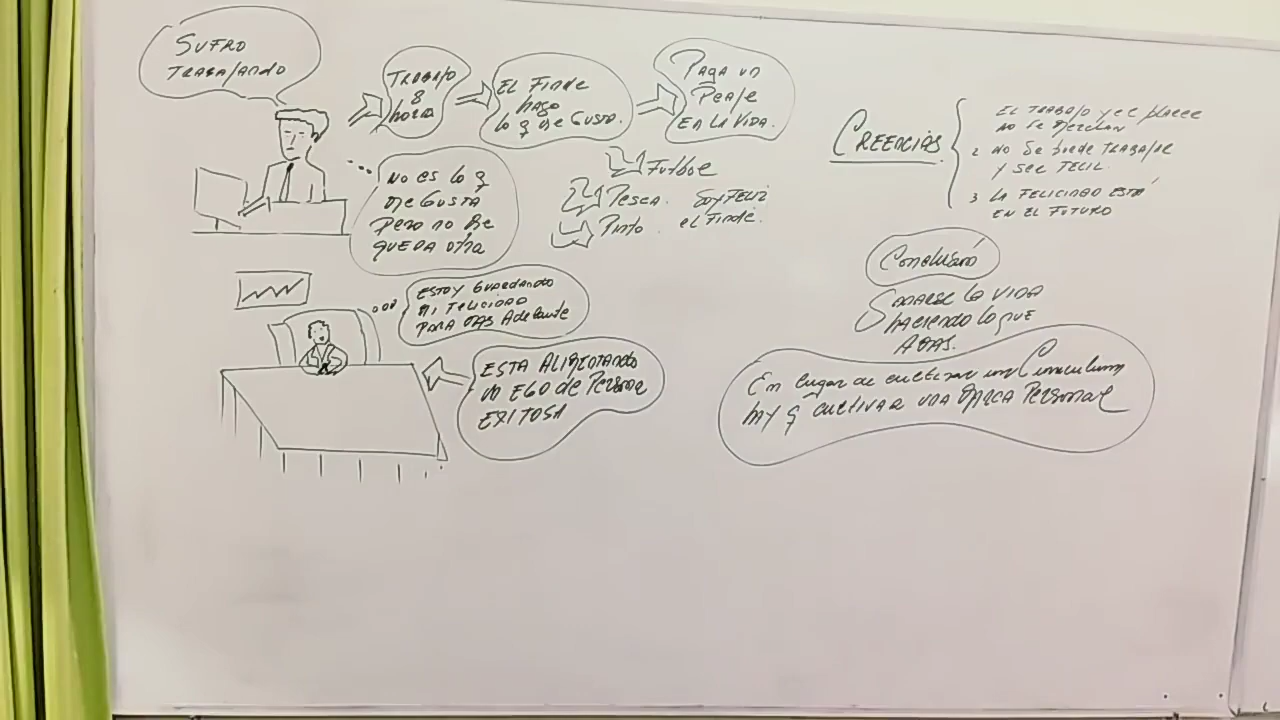 SUFRO
TRABAJANDO
TRABAJO
8
horas
EL FINDE
hago
lo q me GUSTA.
PAGA un
PEAJE
EN LA VIDA.
NO ES lo q
me GUSTA
Pero no me
QUEDA otra
Futbol
Pesca. Soy FELIZ
Pinto. el FINDE.
CREENCIAS
EL TRABAJO y el placer
NO SE MEZCLAN
2. NO SE puede TRABAJAR
y ser FELIZ.
3 LA FELICIDAD ESTÁ
EN EL FUTURO
ESTOY GUARDANDO
MI FELICIDAD
PARA MAS Adelante
ESTA ALIMENTANDO
un EGO de Persona
EXITOSA
Conclusión
GANARSE LA VIDA
haciendo lo QUE
AMAS.
En lugar de cultivar un Curriculum
hay q cultivar una MARCA Personal